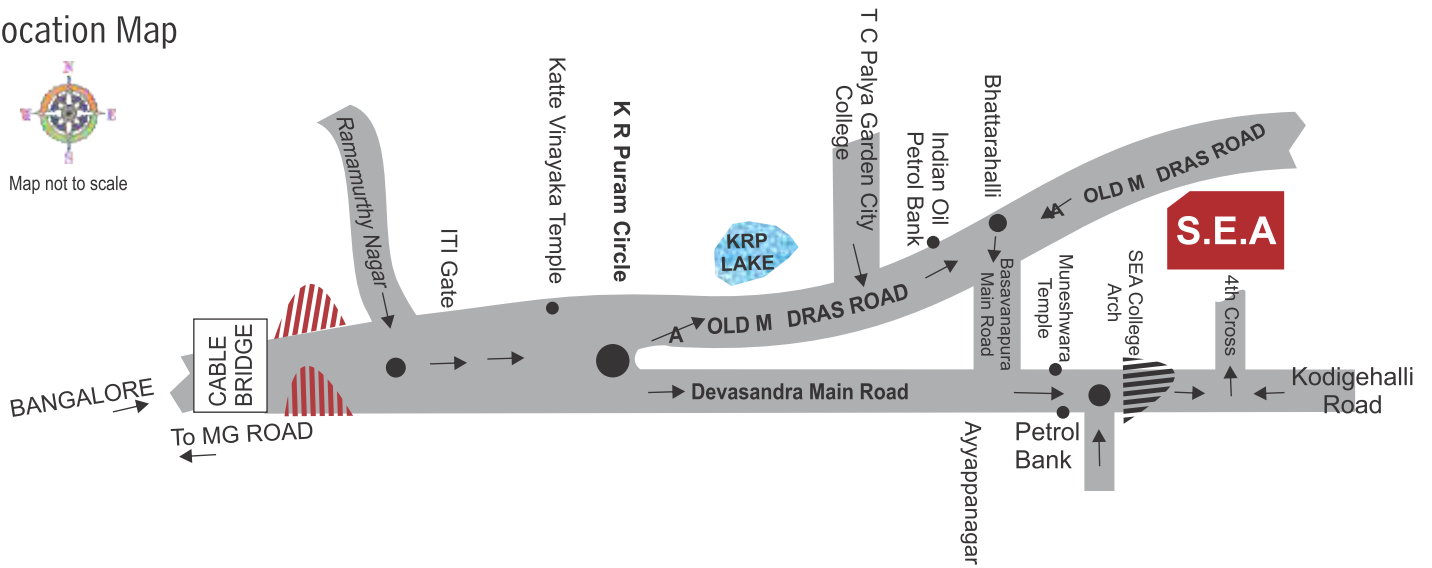 ocation Map
N
W
E
S
Map not to scale
Ramamurthy Nagar
ITI Gate
Katte Vinayaka Temple
K R Puram Circle
KRP
LAKE
T C Palya Garden City
College
Indian Oil
Petrol Bank
Bhattarahalli
OLD M DRAS ROAD
A
S.E.A
CABLE
BRIDGE
BANGALORE
To MG ROAD
A
OLD M DRAS ROAD
Devasandra Main Road
Basavanapura
Main Road
Muneshwara
Temple
SEA College
Arch
4th Cross
Kodigehalli
Road
Ayyappanagar
Petrol
Bank